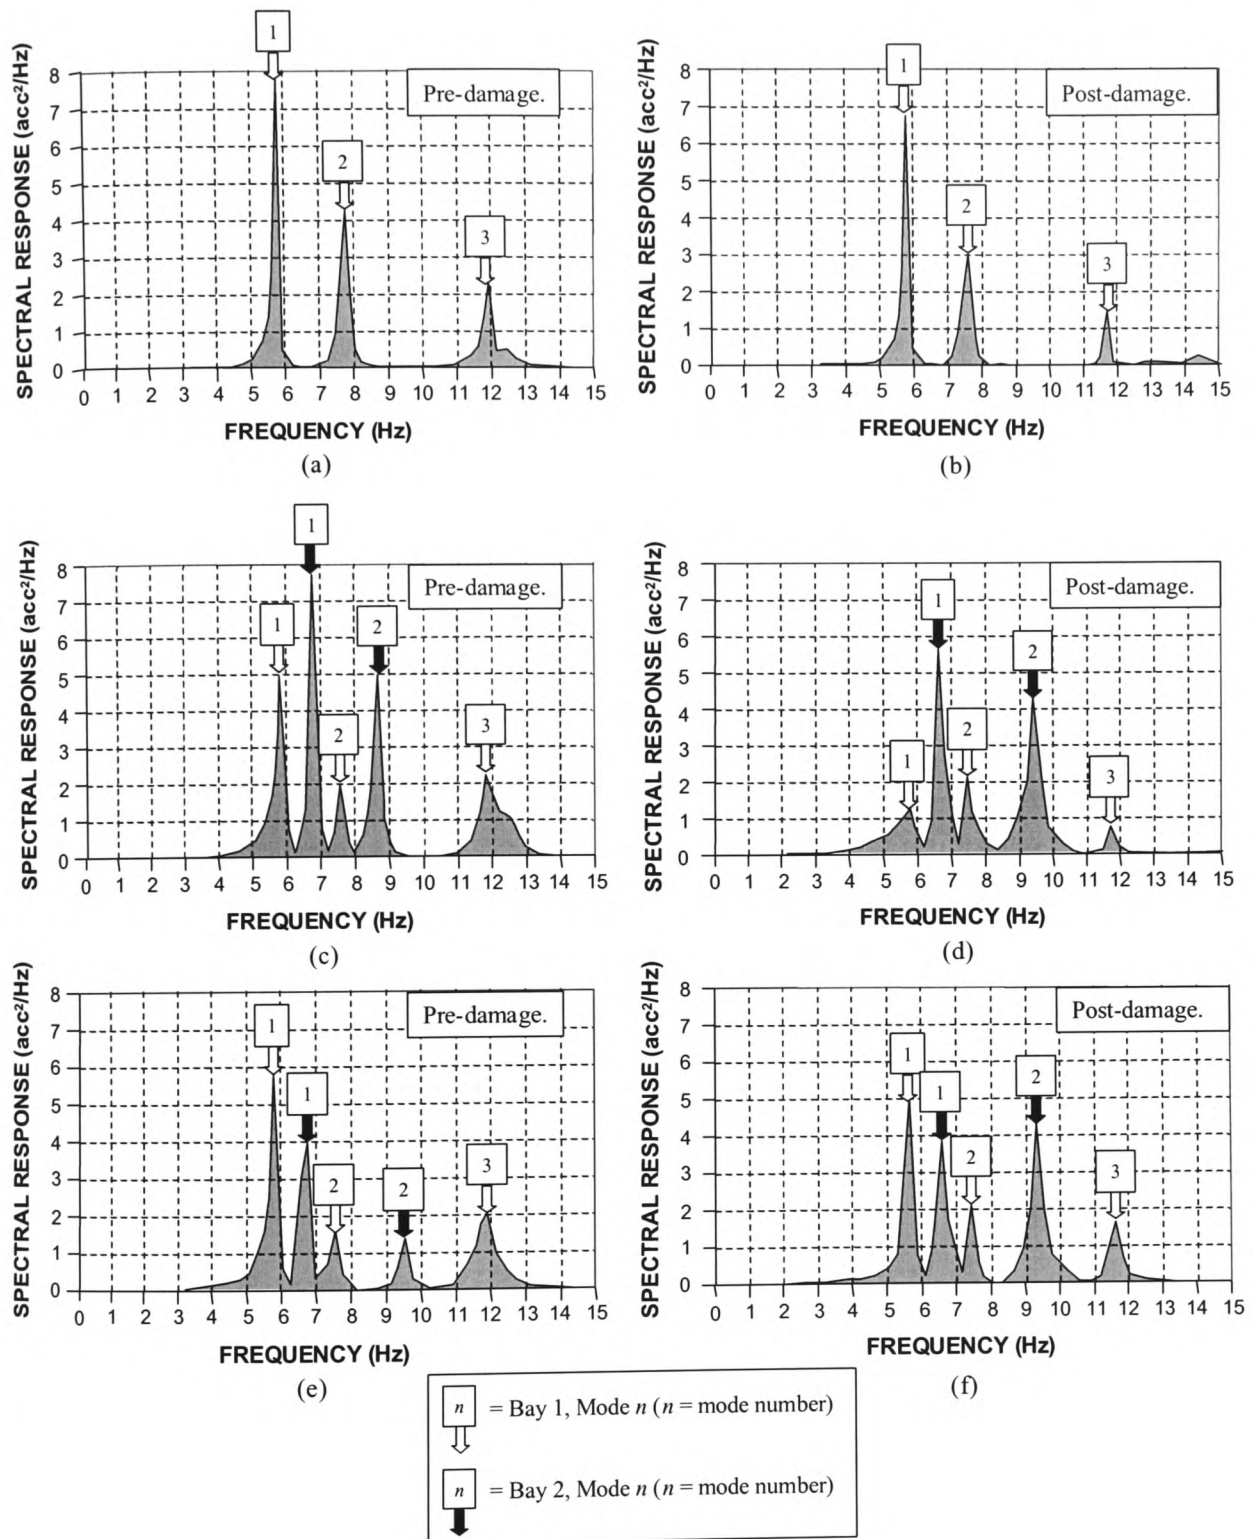 1
2
3
Pre-damage.
SPECTRAL RESPONSE (acc²/Hz)
8
7
6
5
4
3
2
1
0
0 1 2 3 4 5 6 7 8 9 10 11 12 13 14 15
FREQUENCY (Hz)
(a)
1
2
3
Post-damage.
SPECTRAL RESPONSE (acc²/Hz)
8
7
6
5
4
3
2
1
0
0 1 2 3 4 5 6 7 8 9 10 11 12 13 14 15
FREQUENCY (Hz)
(b)
1
1
2
2
3
Pre-damage.
SPECTRAL RESPONSE (acc²/Hz)
8
7
6
5
4
3
2
1
0
0 1 2 3 4 5 6 7 8 9 10 11 12 13 14 15
FREQUENCY (Hz)
(c)
1
1
2
2
3
Post-damage.
SPECTRAL RESPONSE (acc²/Hz)
8
7
6
5
4
3
2
1
0
0 1 2 3 4 5 6 7 8 9 10 11 12 13 14 15
FREQUENCY (Hz)
(d)
1
1
2
2
3
Pre-damage.
SPECTRAL RESPONSE (acc²/Hz)
8
7
6
5
4
3
2
1
0
0 1 2 3 4 5 6 7 8 9 10 11 12 13 14 15
FREQUENCY (Hz)
(e)
1
1
2
2
3
Post-damage.
SPECTRAL RESPONSE (acc²/Hz)
8
7
6
5
4
3
2
1
0
0 1 2 3 4 5 6 7 8 9 10 11 12 13 14 15
FREQUENCY (Hz)
(f)
n = Bay 1, Mode n (n = mode number)
n = Bay 2, Mode n (n = mode number)